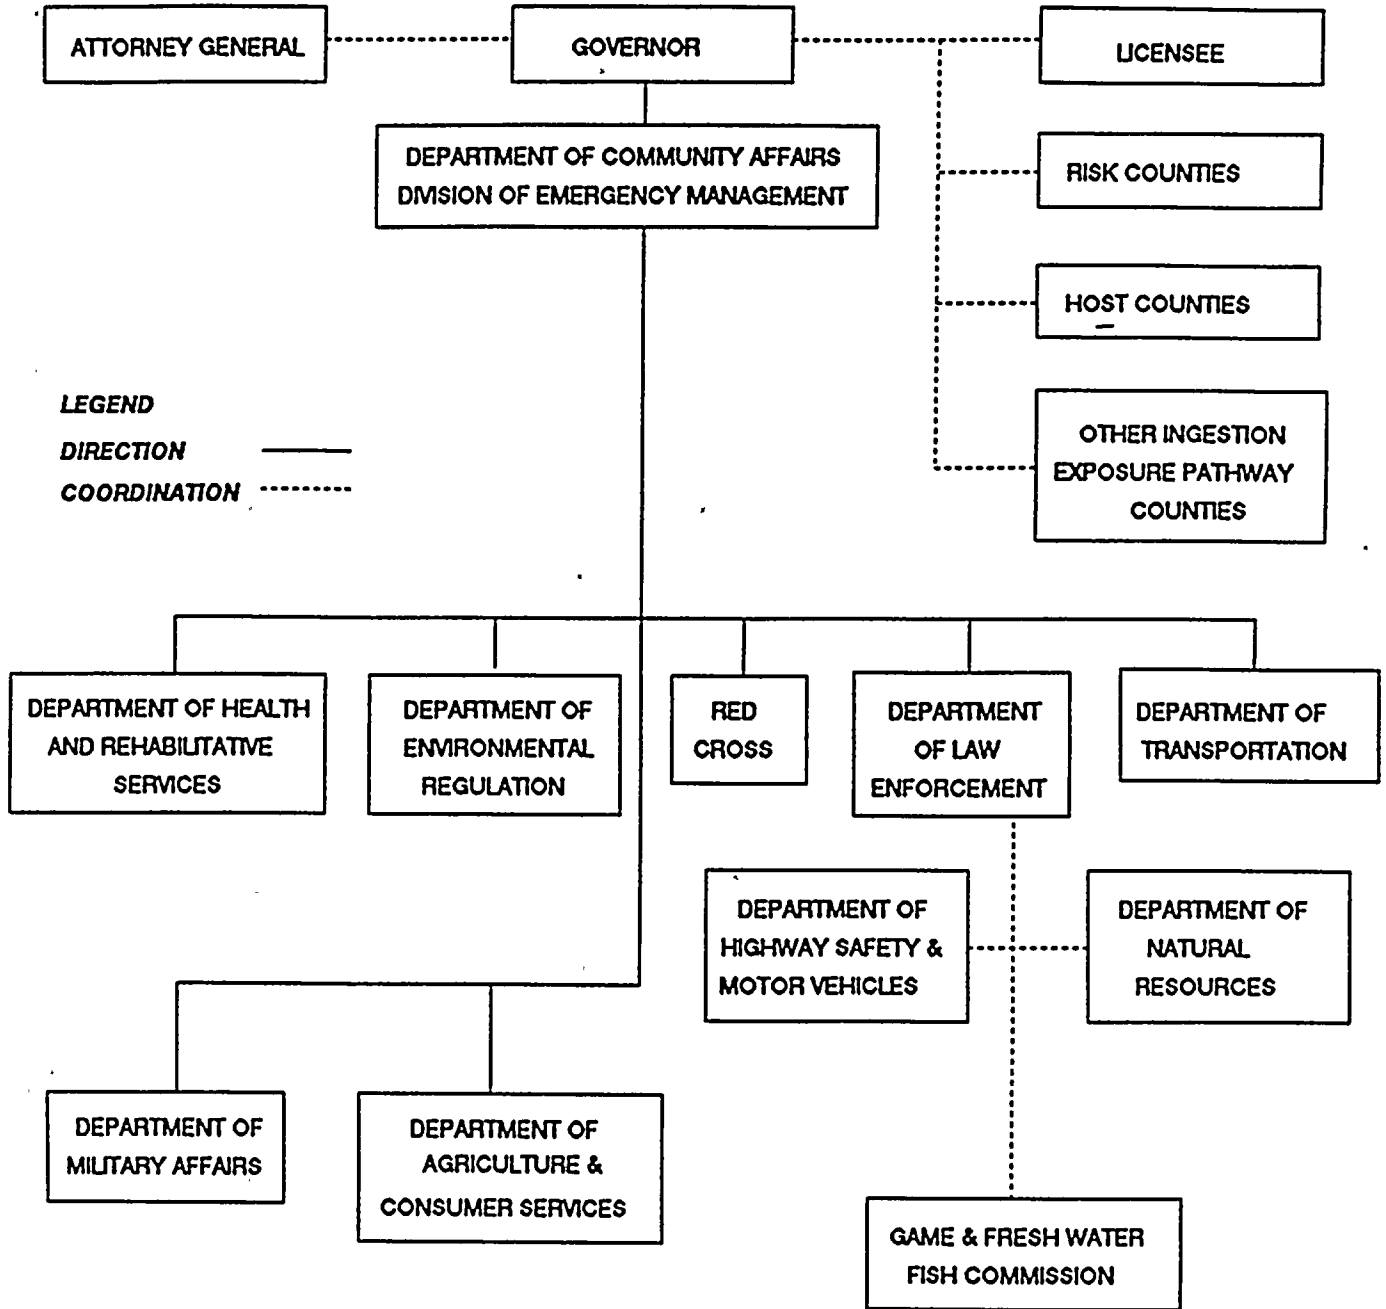 ATTORNEY GENERAL
GOVERNOR
LICENSEE
DEPARTMENT OF COMMUNITY AFFAIRS
DIVISION OF EMERGENCY MANAGEMENT
RISK COUNTIES
HOST COUNTIES
OTHER INGESTION
EXPOSURE PATHWAY
COUNTIES
LEGEND
DIRECTION
COORDINATION
DEPARTMENT OF HEALTH
AND REHABILITATIVE
SERVICES
DEPARTMENT OF
ENVIRONMENTAL
REGULATION
RED
CROSS
DEPARTMENT
OF LAW
ENFORCEMENT
DEPARTMENT OF
TRANSPORTATION
DEPARTMENT OF
HIGHWAY SAFETY &
MOTOR VEHICLES
DEPARTMENT OF
NATURAL
RESOURCES
DEPARTMENT OF
MILITARY AFFAIRS
DEPARTMENT OF
AGRICULTURE &
CONSUMER SERVICES
GAME & FRESH WATER
FISH COMMISSION